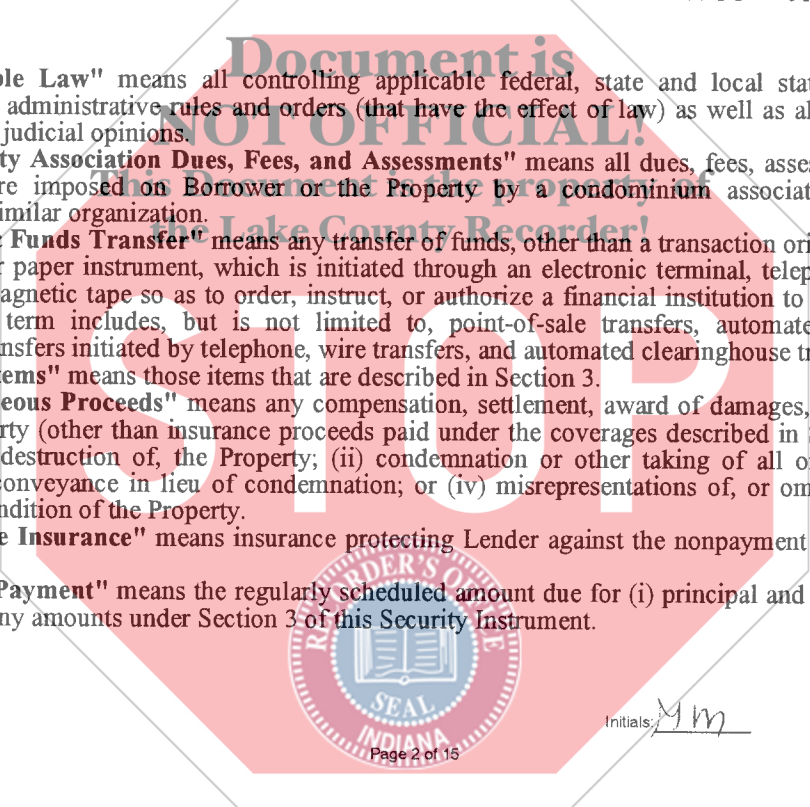 Document is
ble Law" means all controlling applicable federal, state and local
administrative rules and orders (that have the effect of law) as well as
judicial opinions.
NOT OFFICIAL!
ty Association Dues, Fees, and Assessments" means all dues, fees,
re imposed on Borrower or the Property by a condominium
This Document is the property of
imilar organization.
the Lake County Recorder!
Funds Transfer" means any transfer of funds, other than a transaction
paper instrument, which is initiated through an electronic terminal,
agnetic tape so as to order, instruct, or authorize a financial institution to
term includes, but is not limited to, point-of-sale transfers,
nsfers initiated by telephone, wire transfers, and automated clearinghouse
tems" means those items that are described in Section 3.
eous Proceeds" means any compensation, settlement, award of damages,
rty (other than insurance proceeds paid under the coverages described in
STOP
destruction of, the Property; (ii) condemnation or other taking of all
conveyance in lieu of condemnation; or (iv) misrepresentations of, or
ndition of the Property.
e Insurance" means insurance protecting Lender against the nonpayment
Payment" means the regularly scheduled amount due for (i) principal and
ny amounts under Section 3 of this Security Instrument.
RECORDER'S OFFICE
SEAL
INDIANA
Initials: MM
Page 2 of 15